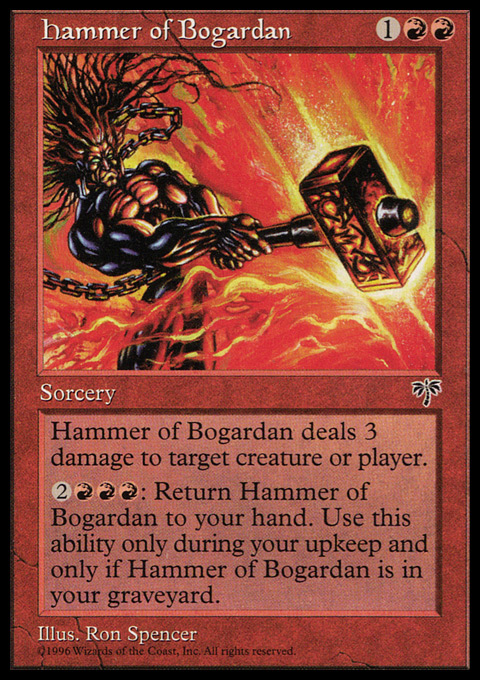 Hammer of Bogardan 1
Sorcery
Hammer of Bogardan deals 3
damage to target creature or player.
2: Return Hammer of
Bogardan to your hand. Use this
ability only during your upkeep and
only if Hammer of Bogardan is in
your graveyard.
Illus. Ron Spencer
©1996 Wizards of the Coast, Inc. All rights reserved.